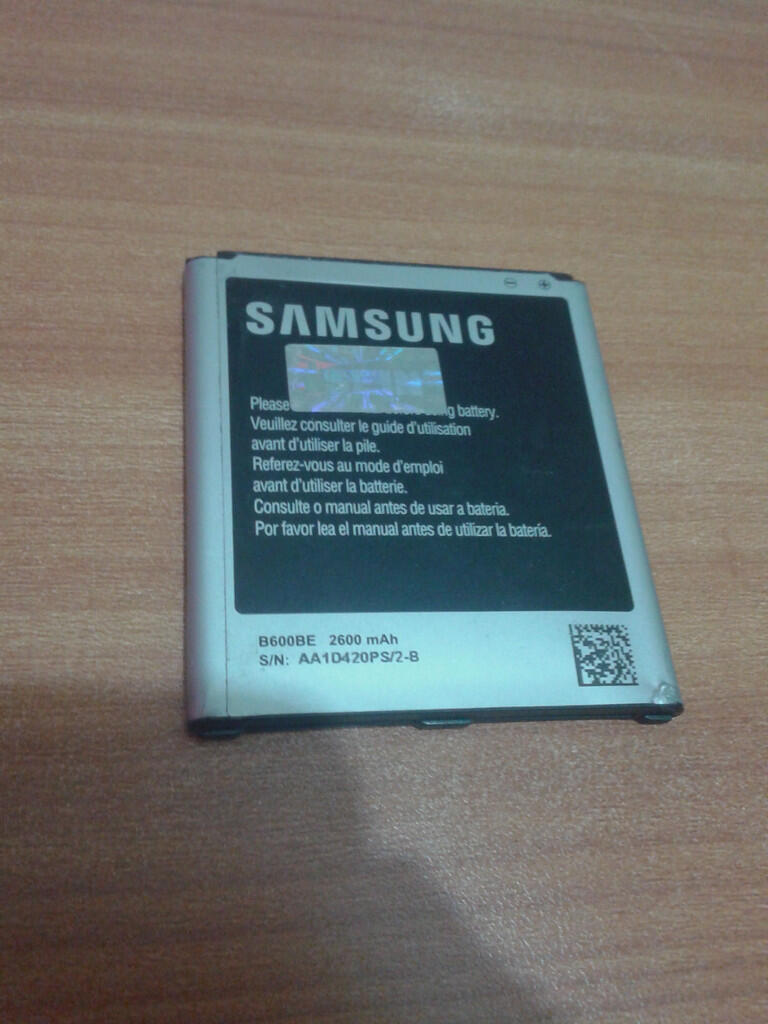 SAMSUNG
Please before using battery.
Veuillez consulter le guide d'utilisation
avant d'utiliser la pile.
Referez-vous au mode d'emploi
avant d'utiliser la batterie.
Consulte o manual antes de usar a bateria.
Por favor lea el manual antes de utilizar la batería.
B600BE 2600 mAh
S/N: AA1D420PS/2-B